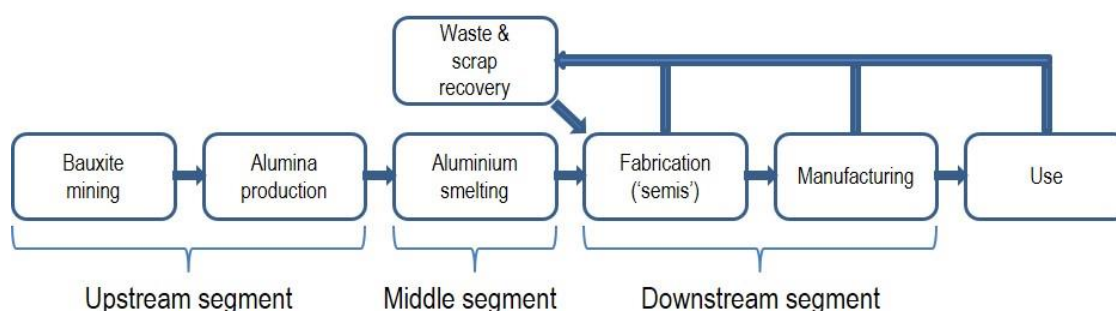 Waste &
scrap
recovery
Bauxite
mining
Alumina
production
Aluminium
smelting
Fabrication
(‘semis’)
Manufacturing
Use
Upstream segment
Middle segment
Downstream segment